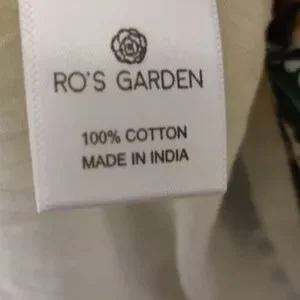 RO'S GARDEN
100% COTTON
MADE IN INDIA